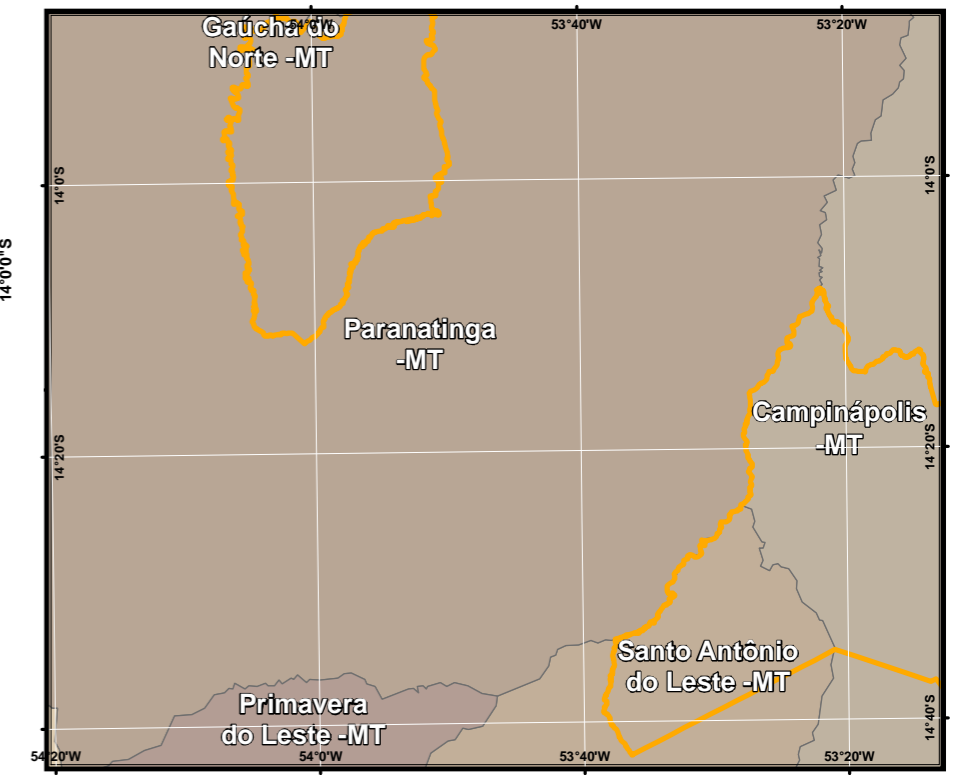 Gaúcha do
Norte -MT
54°0'W
53°40'W
53°20'W
14°0'S
14°0'S
14°0'0"S
Paranatinga
-MT
Campinápolis
-MT
14°20'S
14°20'S
Santo Antônio
do Leste -MT
Primavera
do Leste -MT
14°40'S
54°20'W
54°0'W
53°40'W
53°20'W